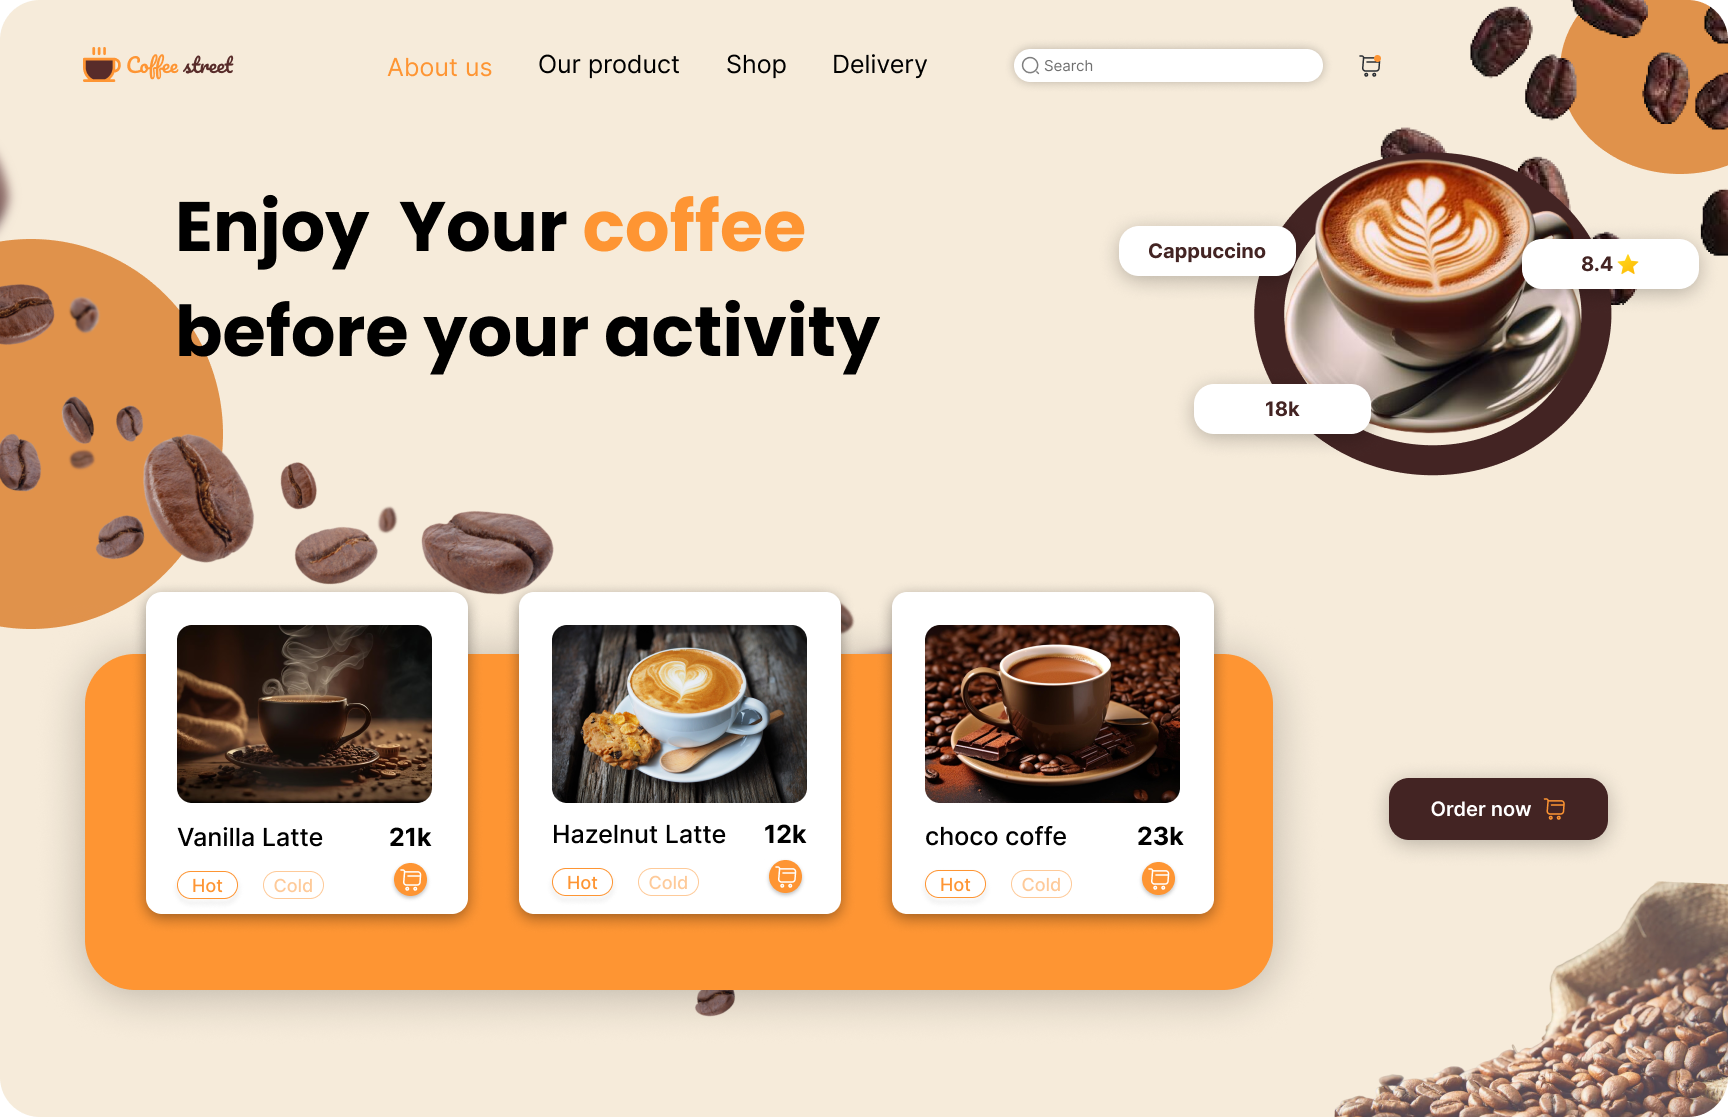 Coffee street
About us
Our product
Shop
Delivery
Search
Enjoy Your coffee
before your activity
Cappuccino
8.4
18k
Vanilla Latte
21k
Hot
Cold
Hazelnut Latte
12k
Hot
Cold
choco coffe
23k
Hot
Cold
Order now